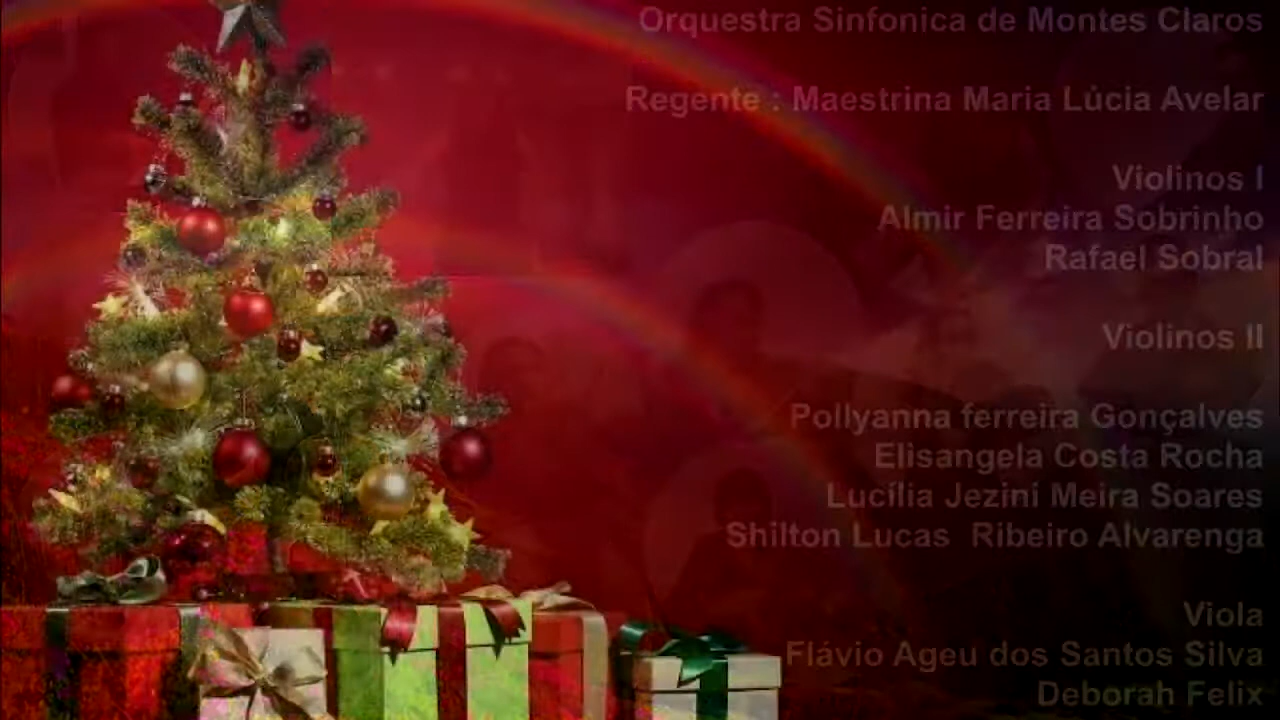 Orquestra Sinfonica de Montes Claros
Regente : Maestrina Maria Lúcia Avelar
Violinos I
Almir Ferreira Sobrinho
Rafael Sobral
Violinos II
Pollyanna ferreira Gonçalves
Elisangela Costa Rocha
Lucília Jezini Meira Soares
Shilton Lucas  Ribeiro Alvarenga
Viola
Flávio Ageu dos Santos Silva
Deborah Felix